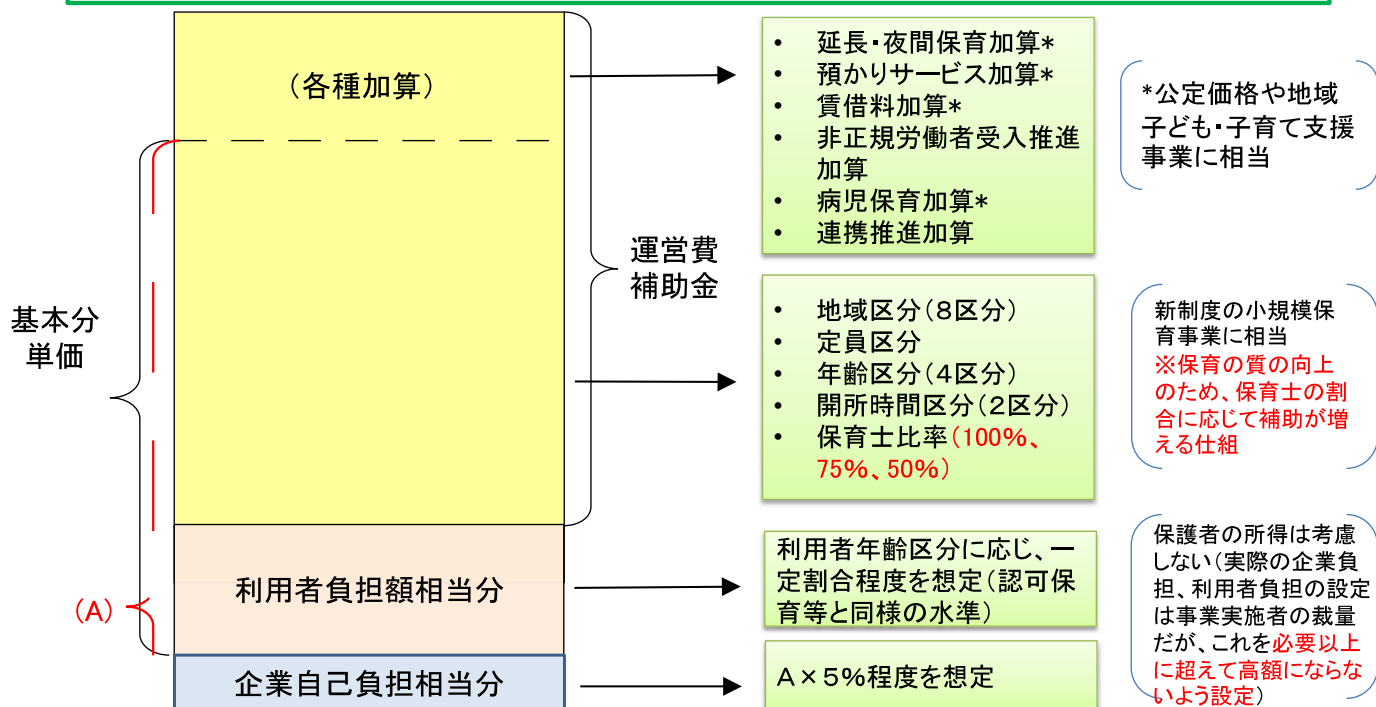 (各種加算)
基本分
単価
(A)
運営費
補助金
利用者負担額相当分
企業自己負担相当分
• 延長・夜間保育加算*
• 預かりサービス加算*
• 賃借料加算*
• 非正規労働者受入推進
加算
• 病児保育加算*
• 連携推進加算
*公定価格や地域
子ども・子育て支援
事業に相当
• 地域区分(8区分)
• 定員区分
• 年齢区分(4区分)
• 開所時間区分(2区分)
• 保育士比率(100%、
75%、50%)
新制度の小規模保
育事業に相当
※保育の質の向上
のため、保育士の割
合に応じて補助が増
える仕組
利用者年齢区分に応じ、一
定割合程度を想定(認可保
育等と同様の水準)
A×5%程度を想定
保護者の所得は考慮
しない(実際の企業負
担、利用者負担の設定
は事業実施者の裁量
だが、これを必要以上
に超えて高額にならな
いよう設定)